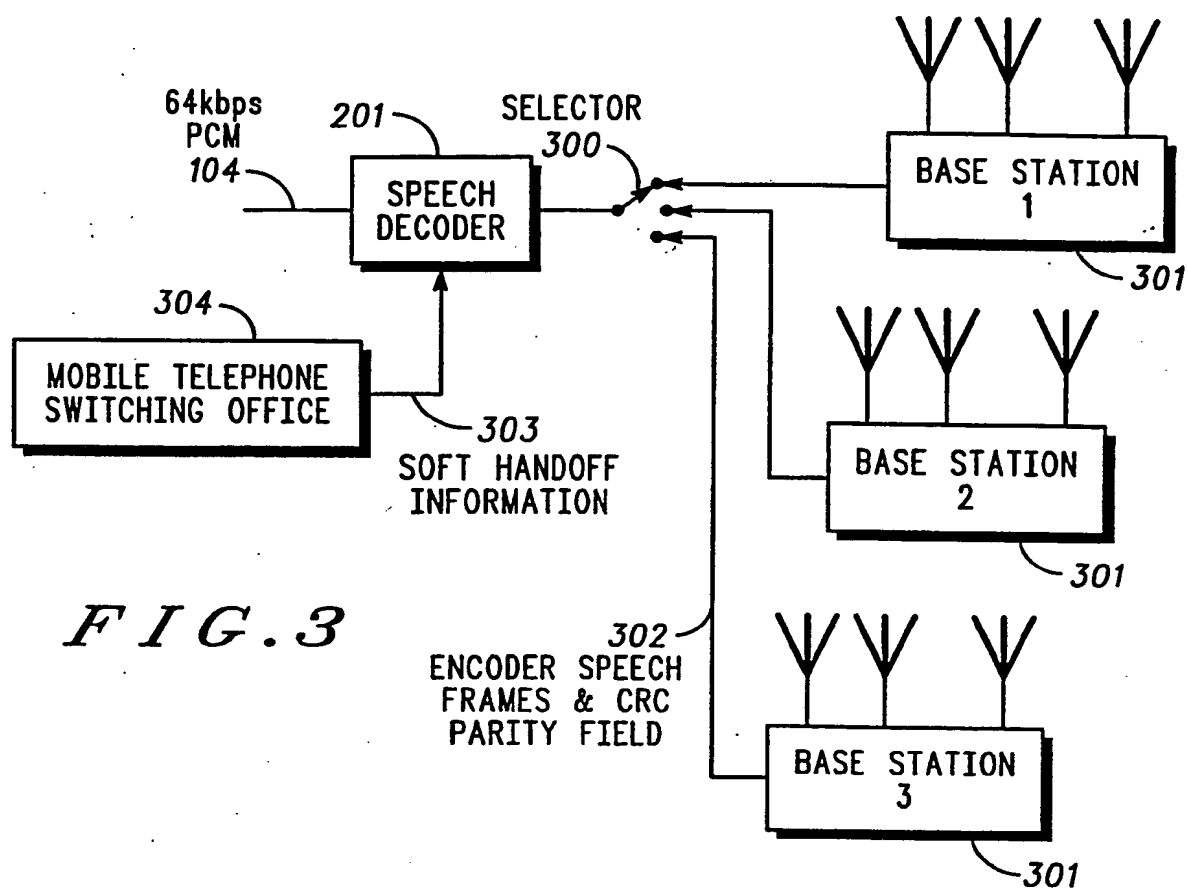 64kbps
PCM
104
201
SPEECH
DECODER
SELECTOR
300
BASE STATION
1
301
304
MOBILE TELEPHONE
SWITCHING OFFICE
303
SOFT HANDOFF
INFORMATION
BASE STATION
2
301
302
ENCODER SPEECH
FRAMES & CRC
PARITY FIELD
BASE STATION
3
301
FIG.3